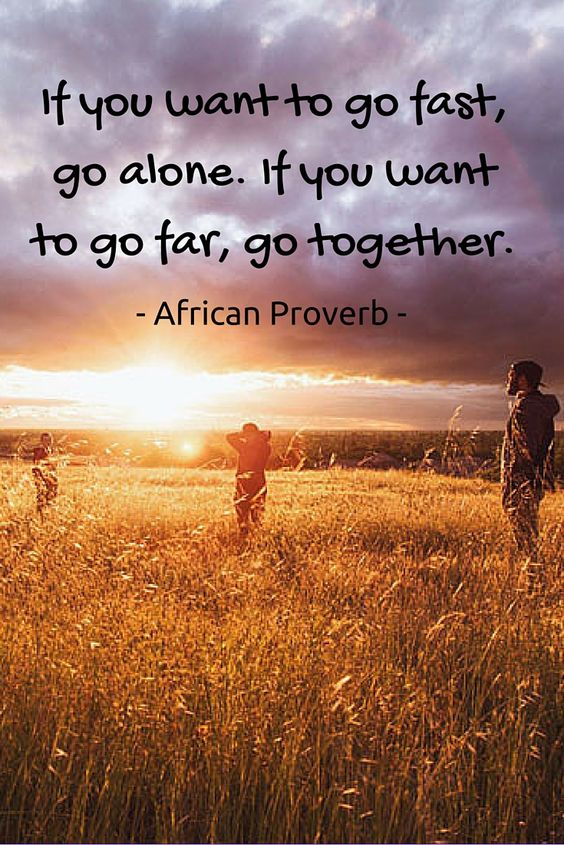 If you want to go fast,
go alone. If you want
to go far, go together.
- African Proverb -